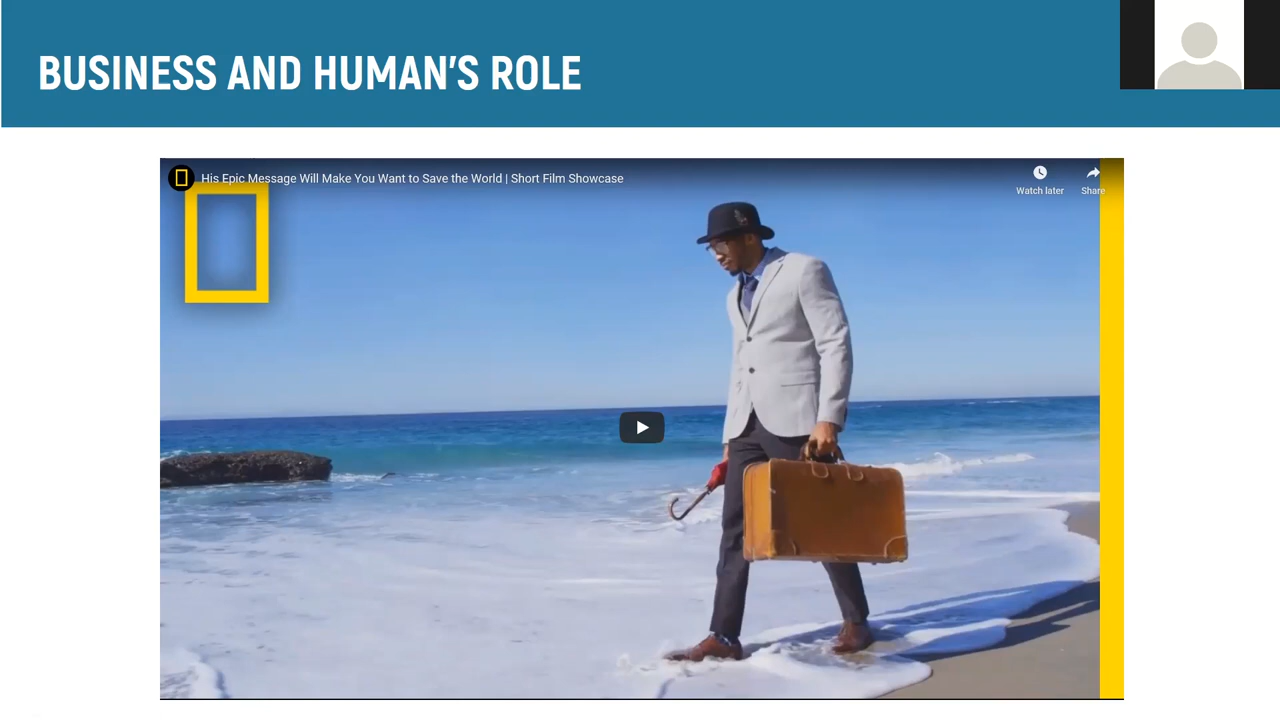 BUSINESS AND HUMAN'S ROLE
His Epic Message Will Make You Want to Save the World | Short Film Showcase
Watch later
Share